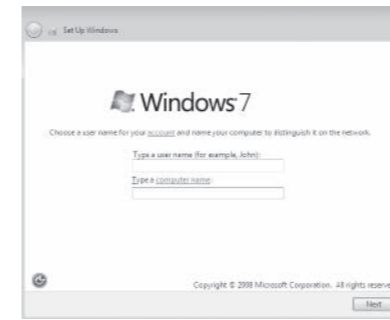 Set Up Windows
Windows 7
Choose a user name for your account and name your computer to distinguish it on the network.
Type a user name (for example, John):
Type a computer name:
Copyright © 2008 Microsoft Corporation. All rights reserve
Next